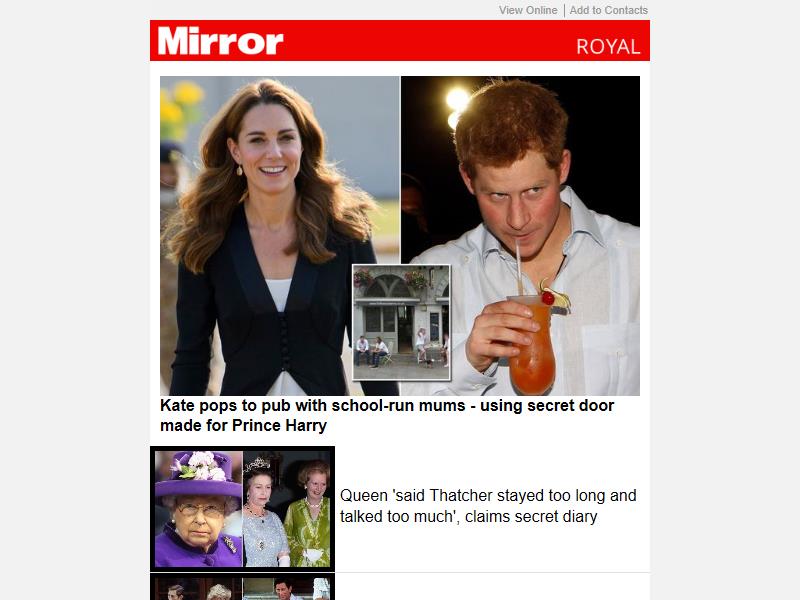 View Online | Add to Contacts
Mirror
ROYAL
Kate pops to pub with school-run mums - using secret door
made for Prince Harry
Queen 'said Thatcher stayed too long and
talked too much', claims secret diary